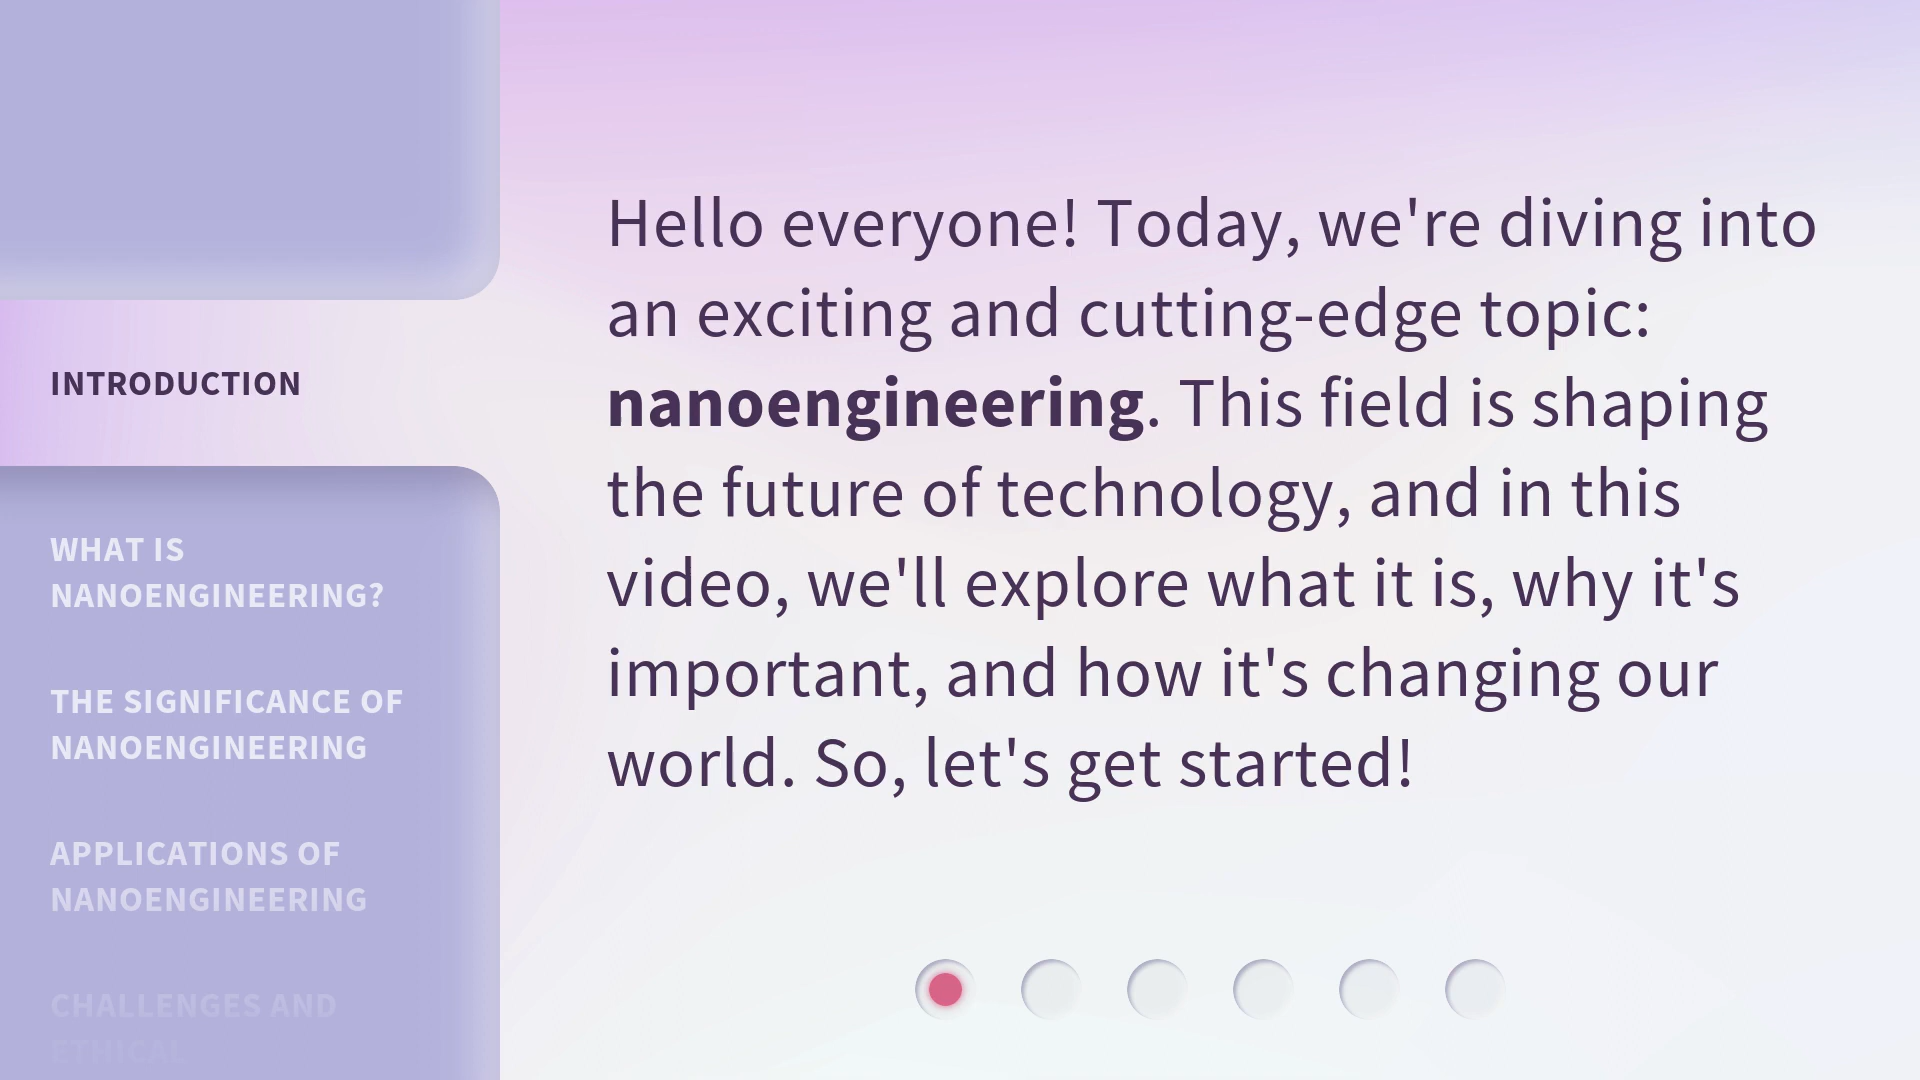 INTRODUCTION
WHAT IS
NANOENGINEERING?
THE SIGNIFICANCE OF
NANOENGINEERING
APPLICATIONS OF
NANOENGINEERING
CHALLENGES AND
ETHICAL
Hello everyone! Today, we're diving into
an exciting and cutting-edge topic:
nanoengineering. This field is shaping
the future of technology, and in this
video, we'll explore what it is, why it's
important, and how it's changing our
world. So, let's get started!